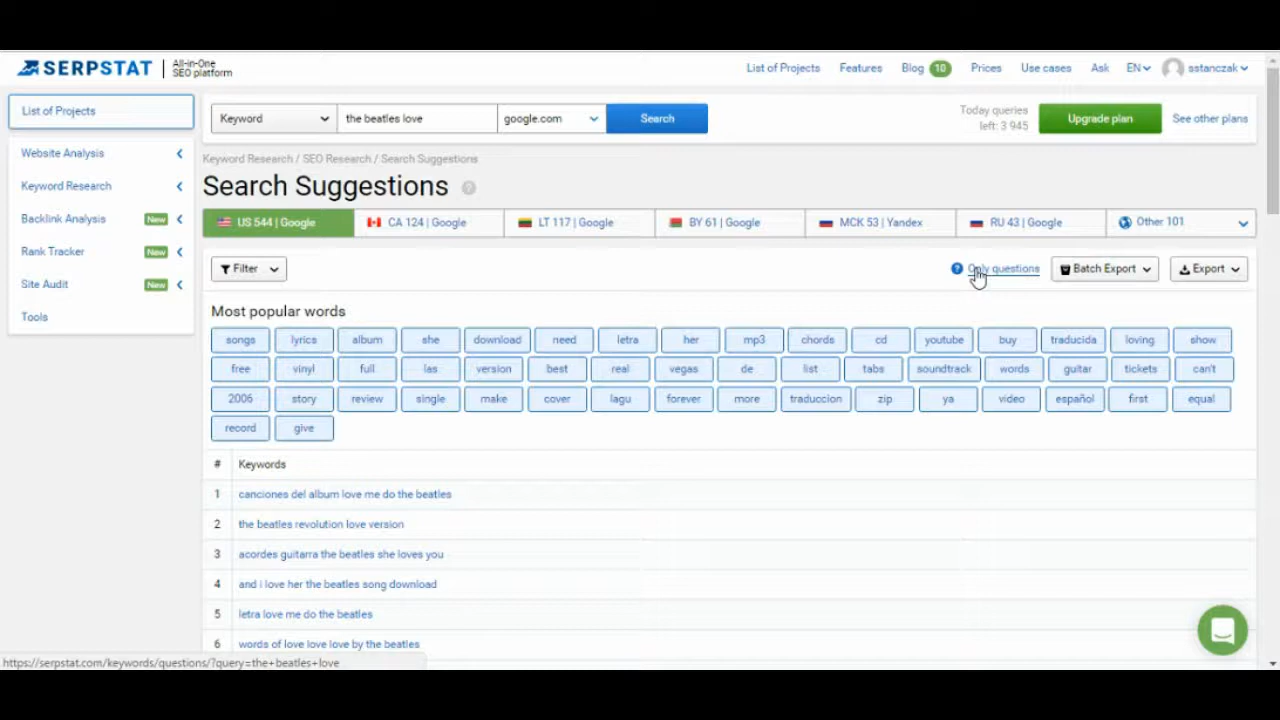 SERPSTAT
All-in-One
SEO platform
List of Projects
Features
Blog 10
Prices
Use cases
Ask
EN
sstanczak
List of Projects
Website Analysis
Keyword Research
Backlink Analysis New
Rank Tracker New
Site Audit New
Tools
Keyword
the beatles love
google.com
Search
Today queries
left: 3 945
Upgrade plan
See other plans
Keyword Research / SEO Research / Search Suggestions
Search Suggestions ?
US 544 | Google
CA 124 | Google
LT 117 | Google
BY 61 | Google
MCK 53 | Yandex
RU 43 | Google
Other 101
Filter
? Only questions
Batch Export
Export
Most popular words
songs lyrics album she download need letra her mp3 chords cd youtube buy traducida loving show
free vinyl full las version best real vegas de list tabs soundtrack words guitar tickets can't
2006 story review single make cover lagu forever more traduccion zip ya video español first equal
record give
# Keywords
1 canciones del album love me do the beatles
2 the beatles revolution love version
3 acordes guitarra the beatles she loves you
4 and i love her the beatles song download
5 letra love me do the beatles
6 words of love love love by the beatles
https://serpstat.com/keywords/questions/?query=the+beatles+love